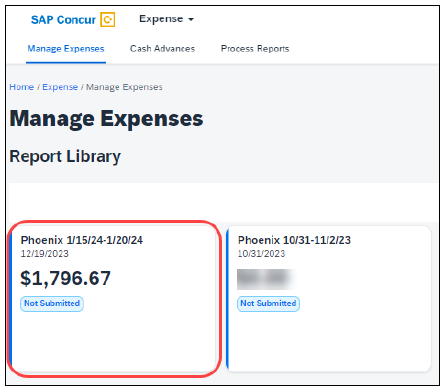 SAP Concur C Expense
Manage Expenses Cash Advances Process Reports
Home / Expense / Manage Expenses
Manage Expenses
Report Library
Phoenix 1/15/24-1/20/24
12/19/2023
$1,796.67
Not Submitted
Phoenix 10/31-11/2/23
10/31/2023
Not Submitted